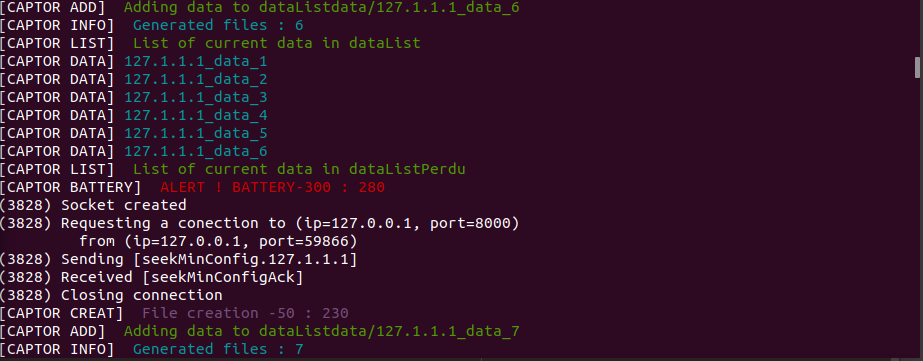 [CAPTOR ADD]  Adding data to dataListdata/127.1.1.1_data_6
[CAPTOR INFO]  Generated files : 6
[CAPTOR LIST]  List of current data in dataList
[CAPTOR DATA] 127.1.1.1_data_1
[CAPTOR DATA] 127.1.1.1_data_2
[CAPTOR DATA] 127.1.1.1_data_3
[CAPTOR DATA] 127.1.1.1_data_4
[CAPTOR DATA] 127.1.1.1_data_5
[CAPTOR DATA] 127.1.1.1_data_6
[CAPTOR LIST]  List of current data in dataListPerdu
[CAPTOR BATTERY]  ALERT ! BATTERY-300 : 280
(3828) Socket created
(3828) Requesting a conection to (ip=127.0.0.1, port=8000)
from (ip=127.0.0.1, port=59866)
(3828) Sending [seekMinConfig.127.1.1.1]
(3828) Received [seekMinConfigAck]
(3828) Closing connection
[CAPTOR CREAT]  File creation -50 : 230
[CAPTOR ADD]  Adding data to dataListdata/127.1.1.1_data_7
[CAPTOR INFO]  Generated files : 7